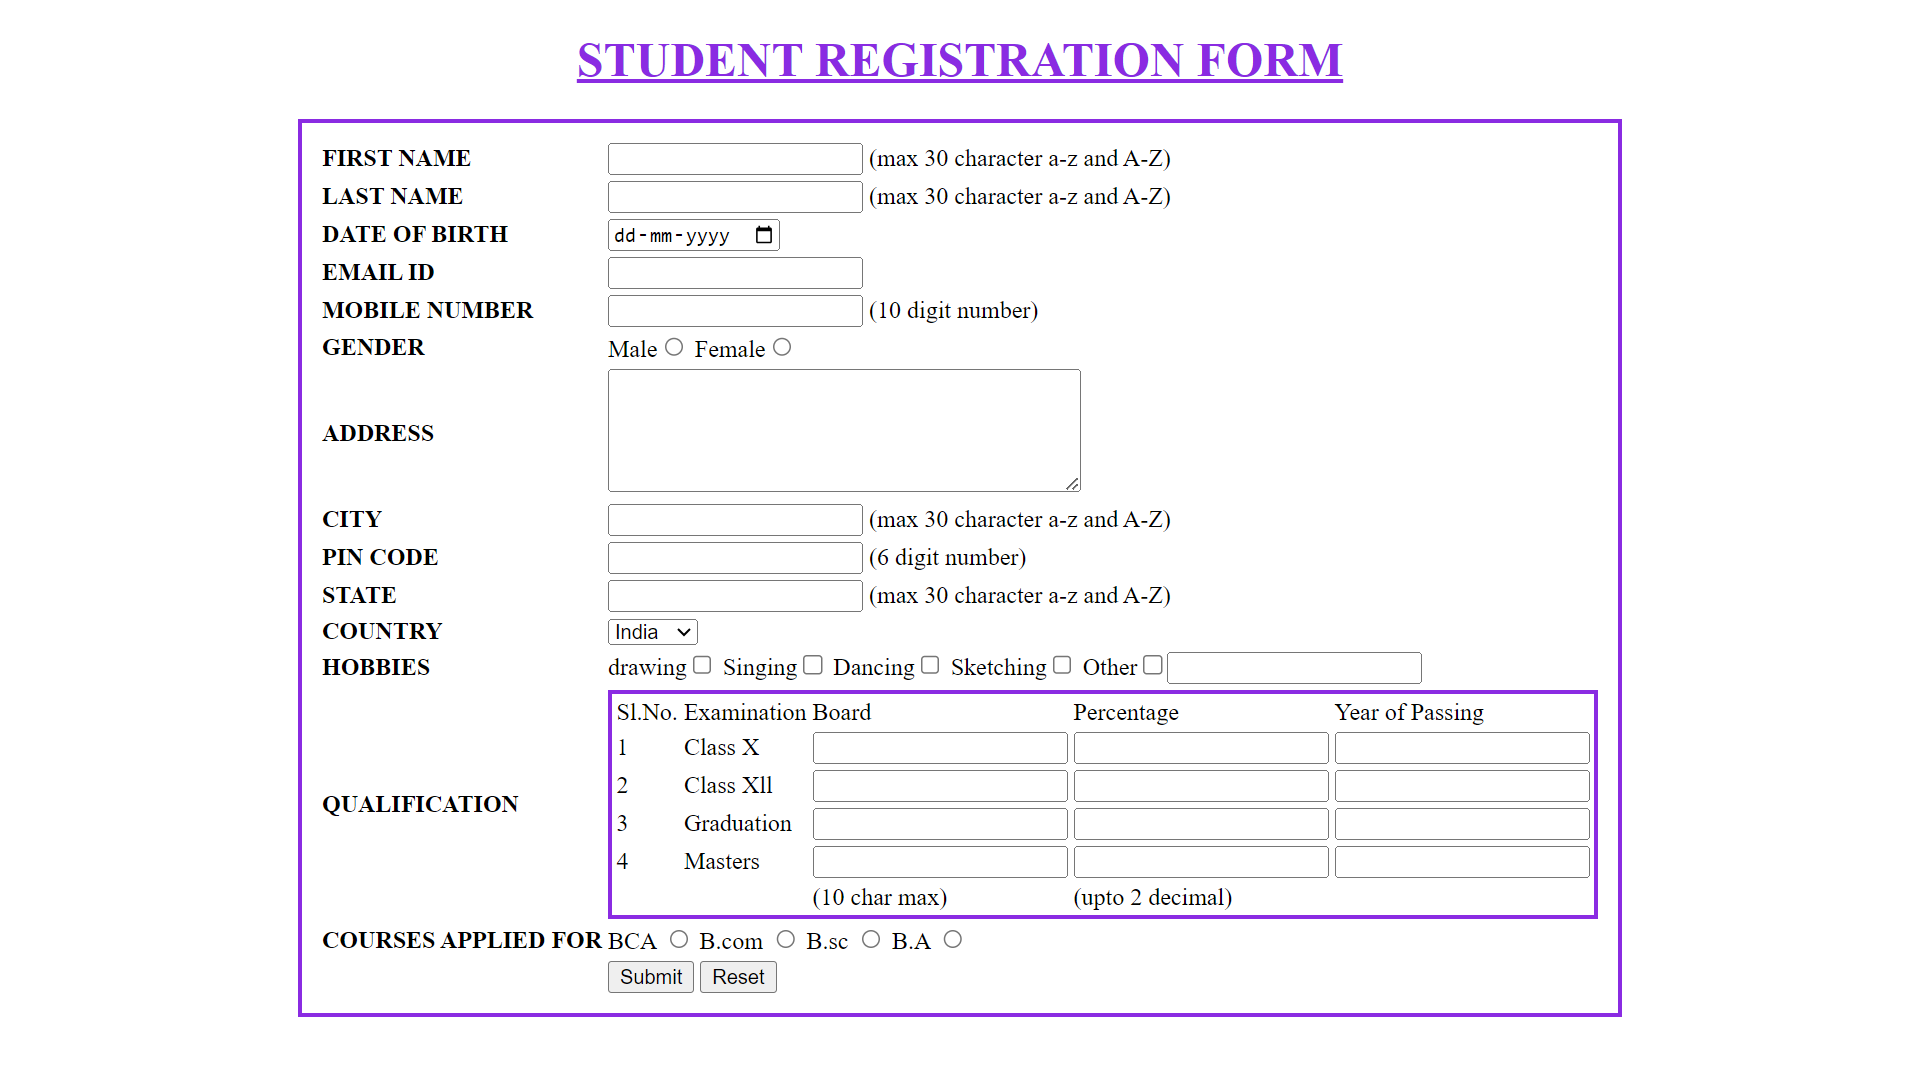 STUDENT REGISTRATION FORM
FIRST NAME (max 30 character a-z and A-Z)
LAST NAME (max 30 character a-z and A-Z)
DATE OF BIRTH dd-mm-yyyy
EMAIL ID
MOBILE NUMBER (10 digit number)
GENDER Male Female
ADDRESS
CITY (max 30 character a-z and A-Z)
PIN CODE (6 digit number)
STATE (max 30 character a-z and A-Z)
COUNTRY India
HOBBIES drawing Singing Dancing Sketching Other
QUALIFICATION
Sl.No. Examination Board Percentage Year of Passing
1 Class X
2 Class Xll
3 Graduation
4 Masters
(10 char max) (upto 2 decimal)
COURSES APPLIED FOR BCA B.com B.sc B.A
Submit Reset